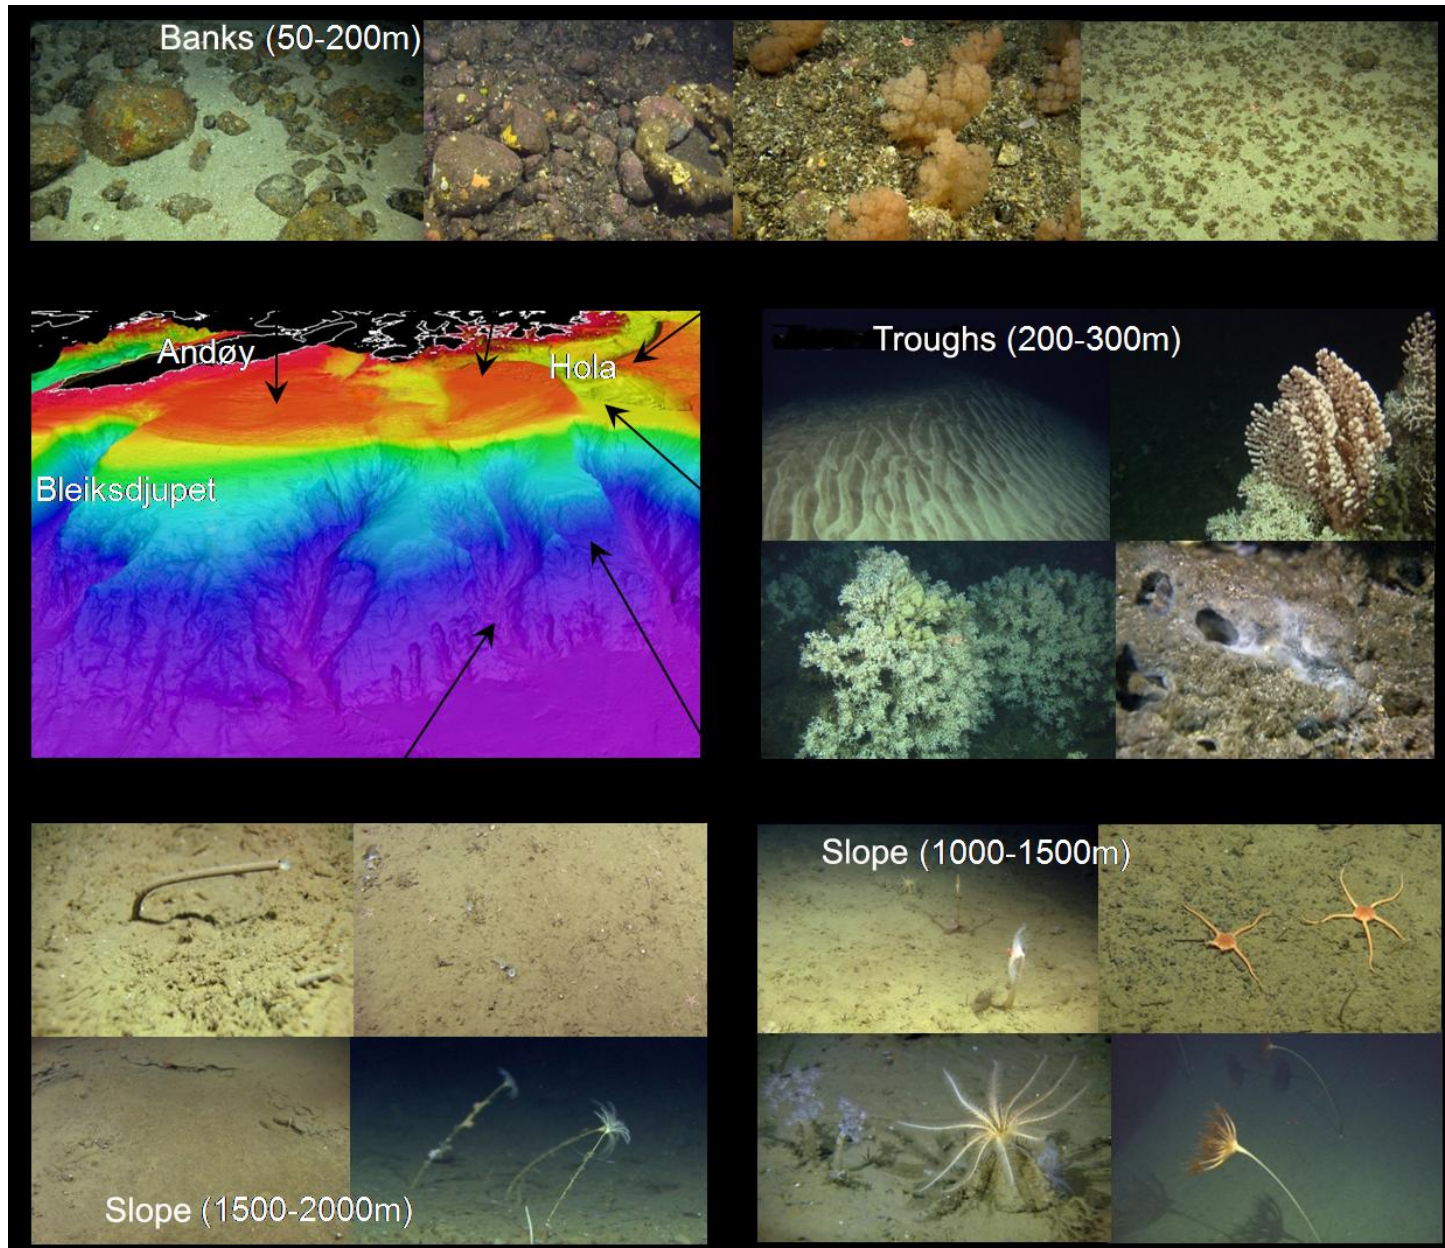 Banks (50-200m)
Andøy
Hola
Bleiksdjupet
Troughs (200-300m)
Slope (1000-1500m)
Slope (1500-2000m)